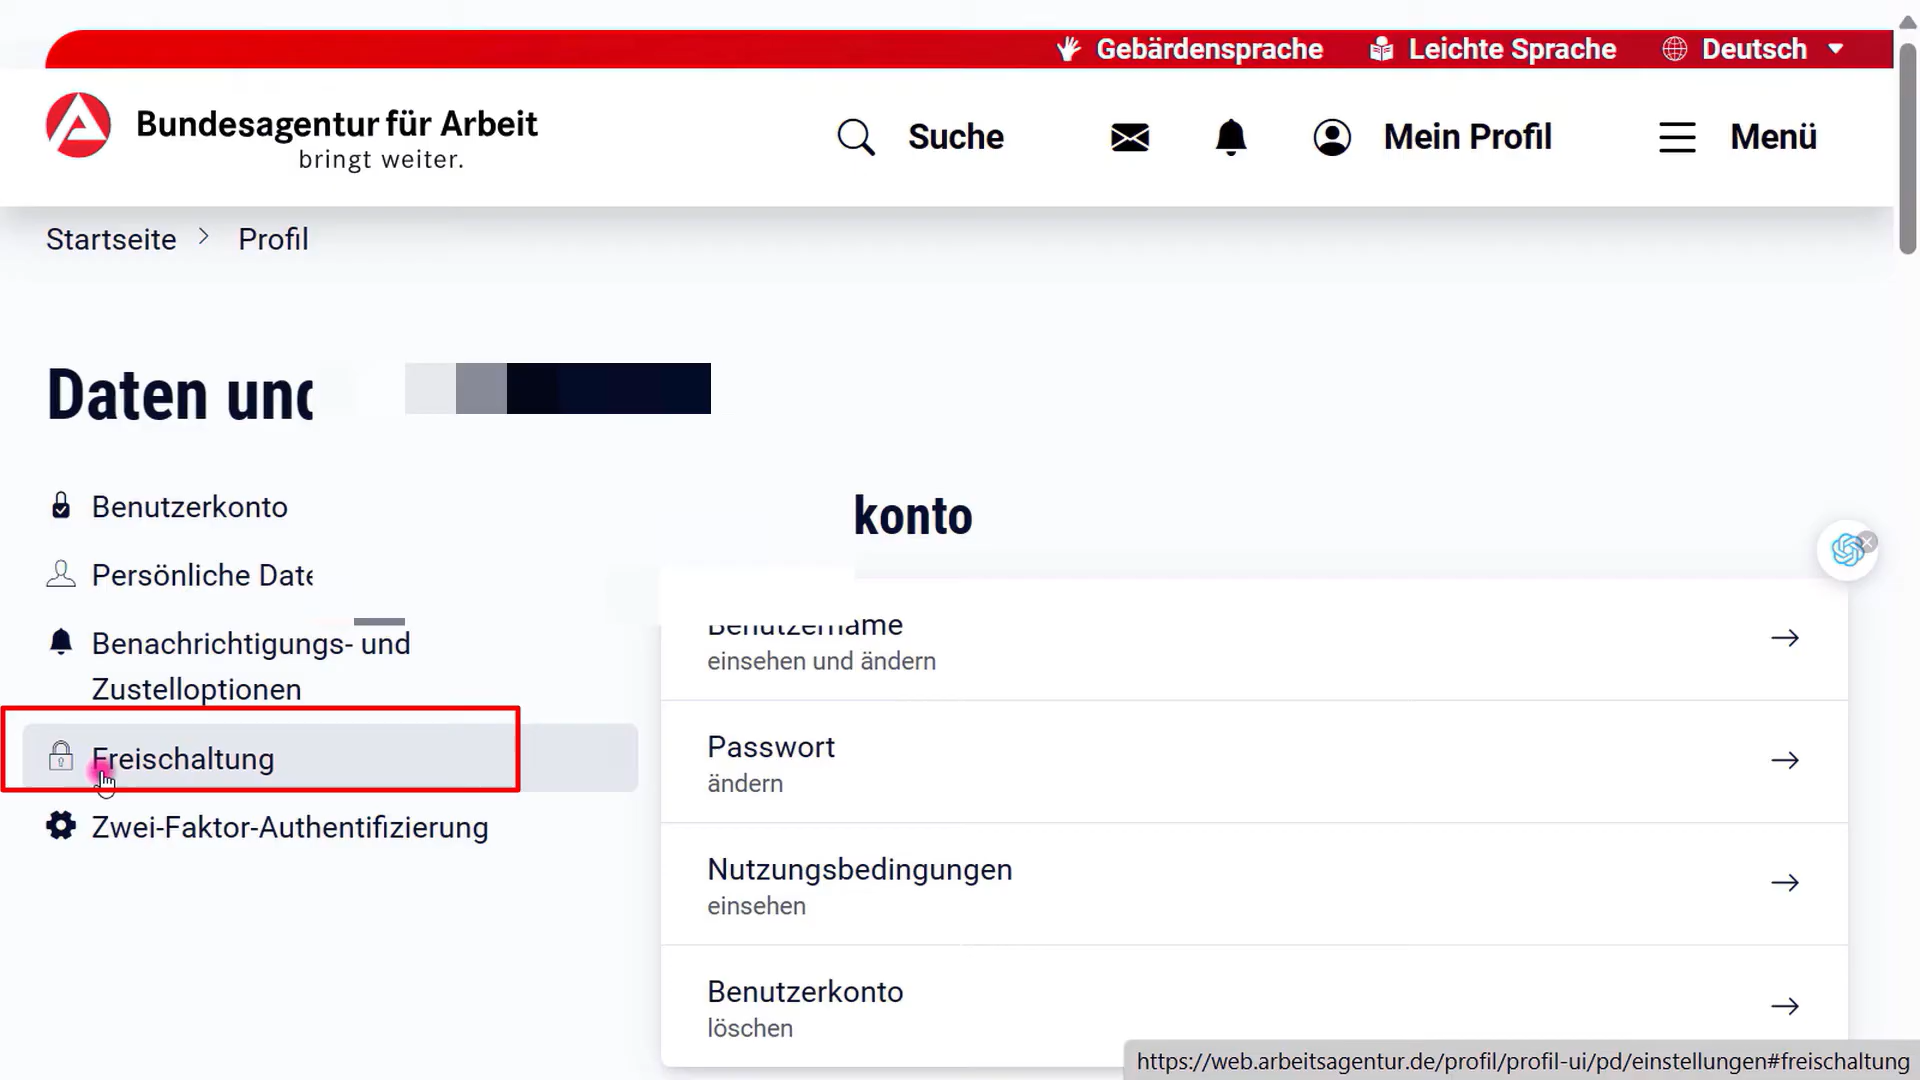 Gebärdensprache
Leichte Sprache
Deutsch
Bundesagentur für Arbeit
bringt weiter.
Suche
Mein Profil
Menü
Startseite
Profil
Daten und
Benutzerkonto
Persönliche Date
Benachrichtigungs- und
Zustelloptionen
Freischaltung
Zwei-Faktor-Authentifizierung
konto
Benutzername
einsehen und ändern
Passwort
ändern
Nutzungsbedingungen
einsehen
Benutzerkonto
löschen
https://web.arbeitsagentur.de/profil/profil-ui/pd/einstellungen#freischaltung